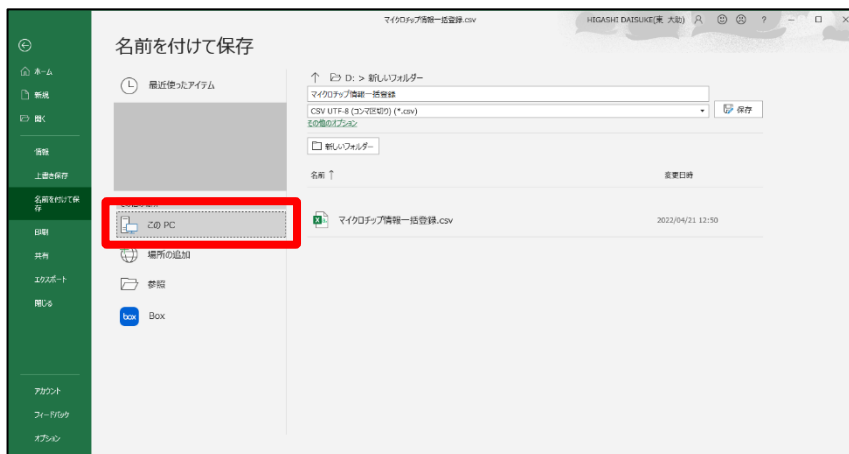 マイクロチップ情報一括登録.csv
HIGASHI DAISUKE(東 大助)
?
名前を付けて保存
ホーム
新規
開く
情報
上書き保存
名前を付けて保
存
印刷
共有
エクスポート
閉じる
アカウント
フィードバック
オプション
最近使ったアイテム
この PC
場所の追加
参照
box
Box
↑ D: > 新しいフォルダー
マイクロチップ情報一括登録
CSV UTF-8 (コンマ区切り) (*.csv)
保存
その他のオプション
新しいフォルダー
名前 ↑
変更日時
マイクロチップ情報一括登録.csv
2022/04/21 12:50